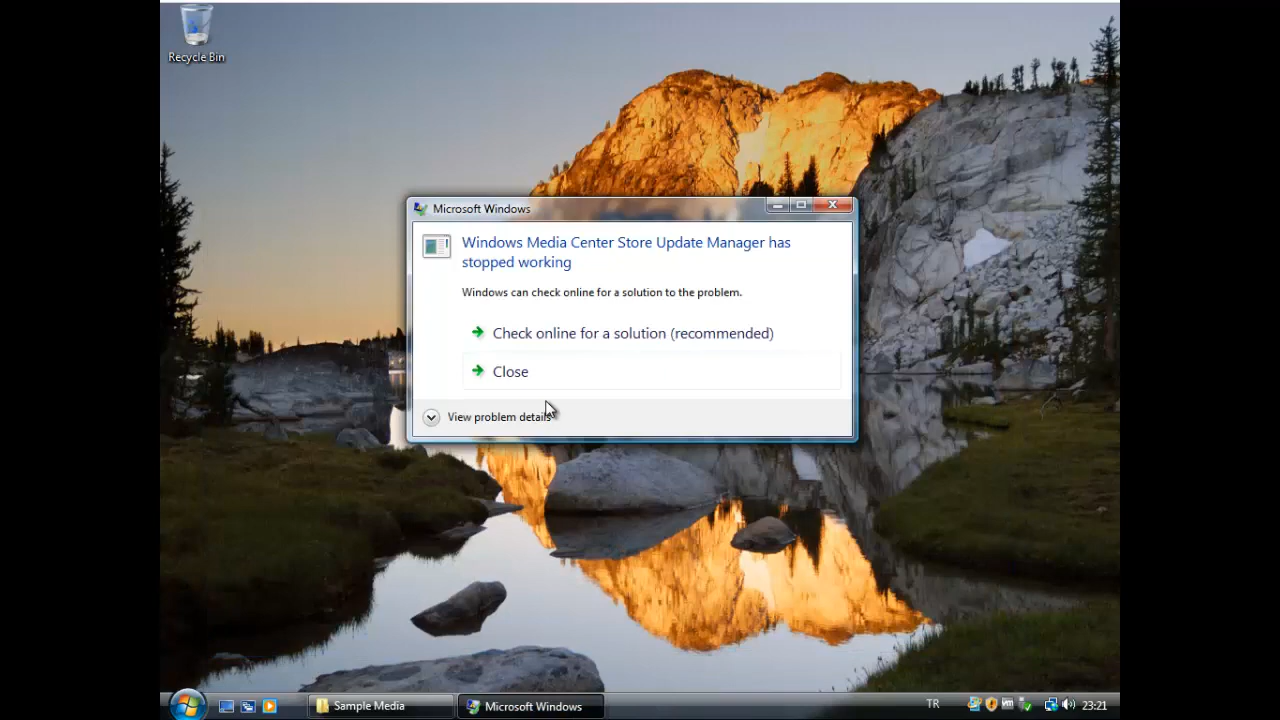 Recycle Bin
Microsoft Windows
Windows Media Center Store Update Manager has
stopped working
Windows can check online for a solution to the problem.
Check online for a solution (recommended)
Close
View problem details
Sample Media
Microsoft Windows
TR
23:21